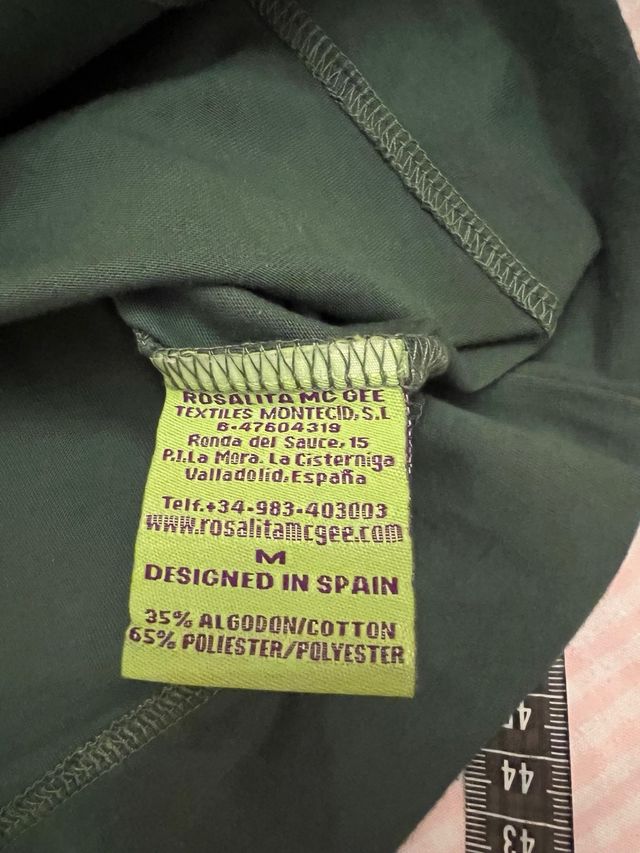 ROSALITA MC GEE
TEXTILES MONTECID, S.L
B-47604319
Ronda del Sauce, 15
P.I.La Mora. La Cisterniga
Valladolid, España
Telf.+34-983-403003
www.rosalitamcgee.com
M
DESIGNED IN SPAIN
35% ALGODON/COTTON
65% POLIESTER/POLYESTER
45
44
43